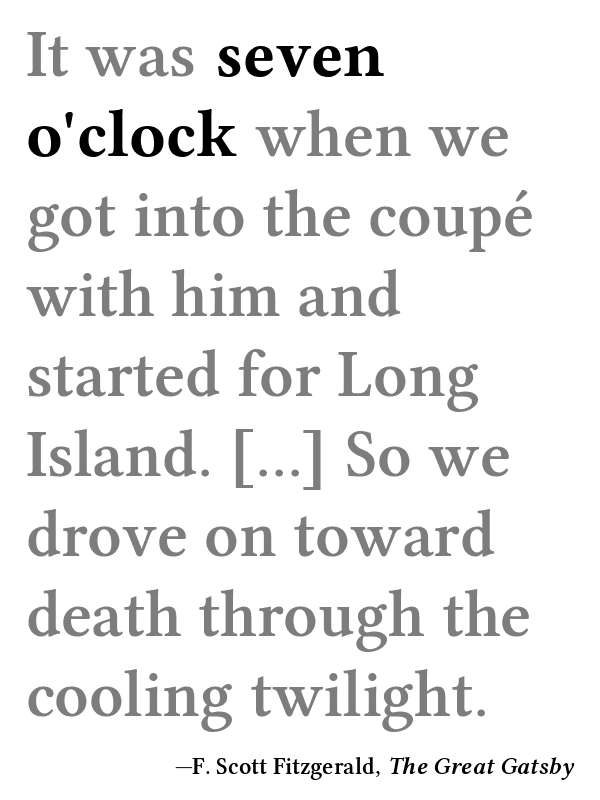 It was seven
o'clock when we
got into the coupé
with him and
started for Long
Island. [...] So we
drove on toward
death through the
cooling twilight.
—F. Scott Fitzgerald, The Great Gatsby